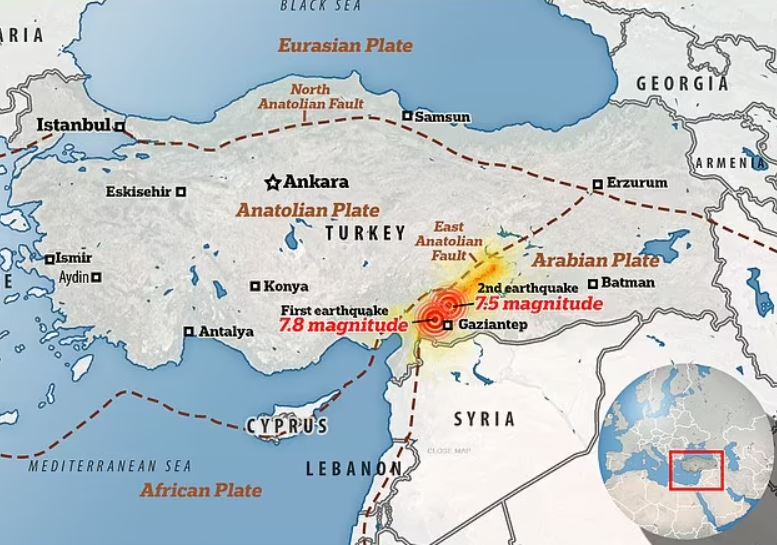 BLACK SEA
ARIA
Eurasian Plate
GEORGIA
North
Anatolian Fault
Samsun
Istanbul
ARMENIA
Erzurum
Eskisehir
Ankara
Anatolian Plate
TURKEY
East
Anatolian
Fault
Arabian Plate
Ismir
Aydin
E
Konya
2nd earthquake
7.5 magnitude
Batman
First earthquake
7.8 magnitude
Gaziantep
Antalya
CYPRUS
SYRIA
CLOSE MAP
MEDITERRANEAN SEA
LEBANON
African Plate